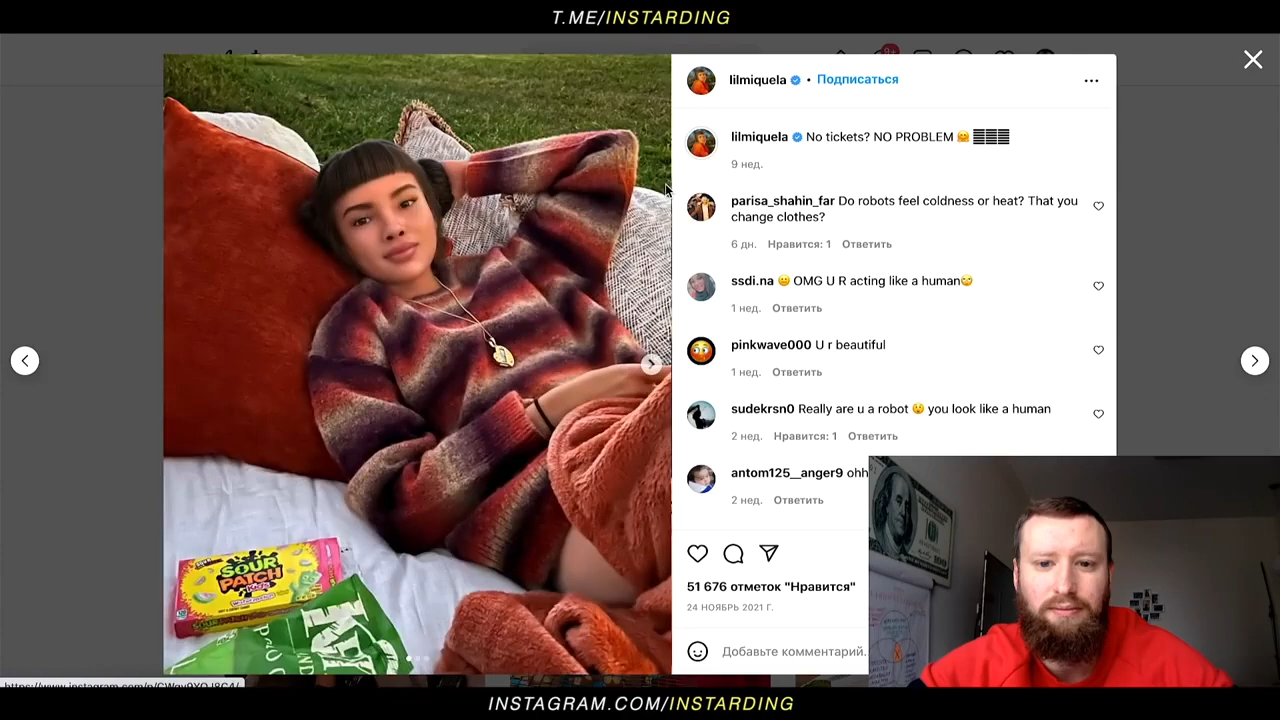 T.ME/INSTARDING
lilmiquela • Подписаться
lilmiquela No tickets? NO PROBLEM 🤗
9 нед.
parisa_shahin_far Do robots feel coldness or heat? That you
change clothes?
6 дн. Нравится: 1 Ответить
ssdi.na 😐 OMG U R acting like a human🙄
1 нед. Ответить
pinkwave000 U r beautiful
1 нед. Ответить
sudekrsn0 Really are u a robot 😯 you look like a human
2 нед. Нравится: 1 Ответить
antom125__anger9 ohh
2 нед. Ответить
51 676 отметок "Нравится"
24 НОЯБРЬ 2021 Г.
Добавьте комментарий.
SOUR
PATCH
KIDS
100
INSTAGRAM.COM/INSTARDING